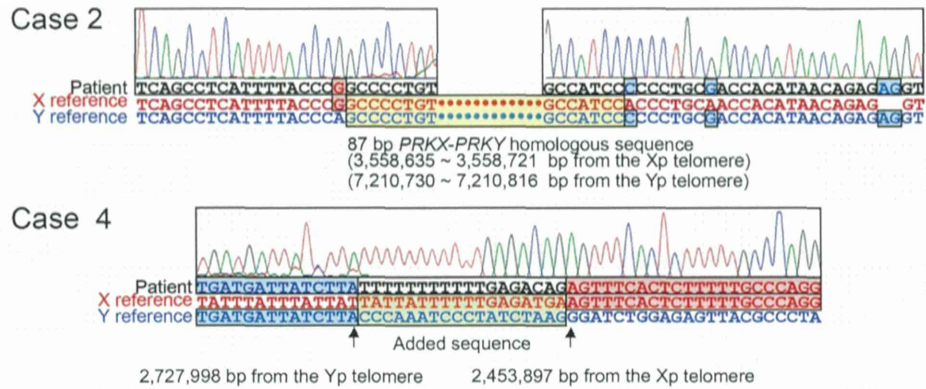 Case 2
Patient TCAGCCTCATTTTACCCGGCCCCTGT GCCATCCCCCCTGCGACCACATAACAGAGAGGT
X reference TCAGCCTCATTTTACCCGGCCCCTGT GCCATCCACCCTGCAACCACATAACAGAG GT
Y reference TCAGCCTCATTTTACCCAGCCCCTGT GCCATCCCCCCTGCGACCACATAACAGAGAGGT
87 bp PRKX-PRKY homologous sequence
(3,558,635 ~ 3,558,721 bp from the Xp telomere)
(7,210,730 ~ 7,210,816 bp from the Yp telomere)
Case 4
Patient TGATGATTATCTTATTTTTTTTTTTGAGACAGAGTTTCACTCTTTTTGCCCAGG
X reference TATTTATTATTATTATTATTTTTTGAGATGAAGTTTCACTCTTTTTGCCCAGG
Y reference TGATGATTATCTTACCCAAATCCCTATCTAAGGGATCTGGAGAGTTACGCCCTA
Added sequence
2,727,998 bp from the Yp telomere 2,453,897 bp from the Xp telomere